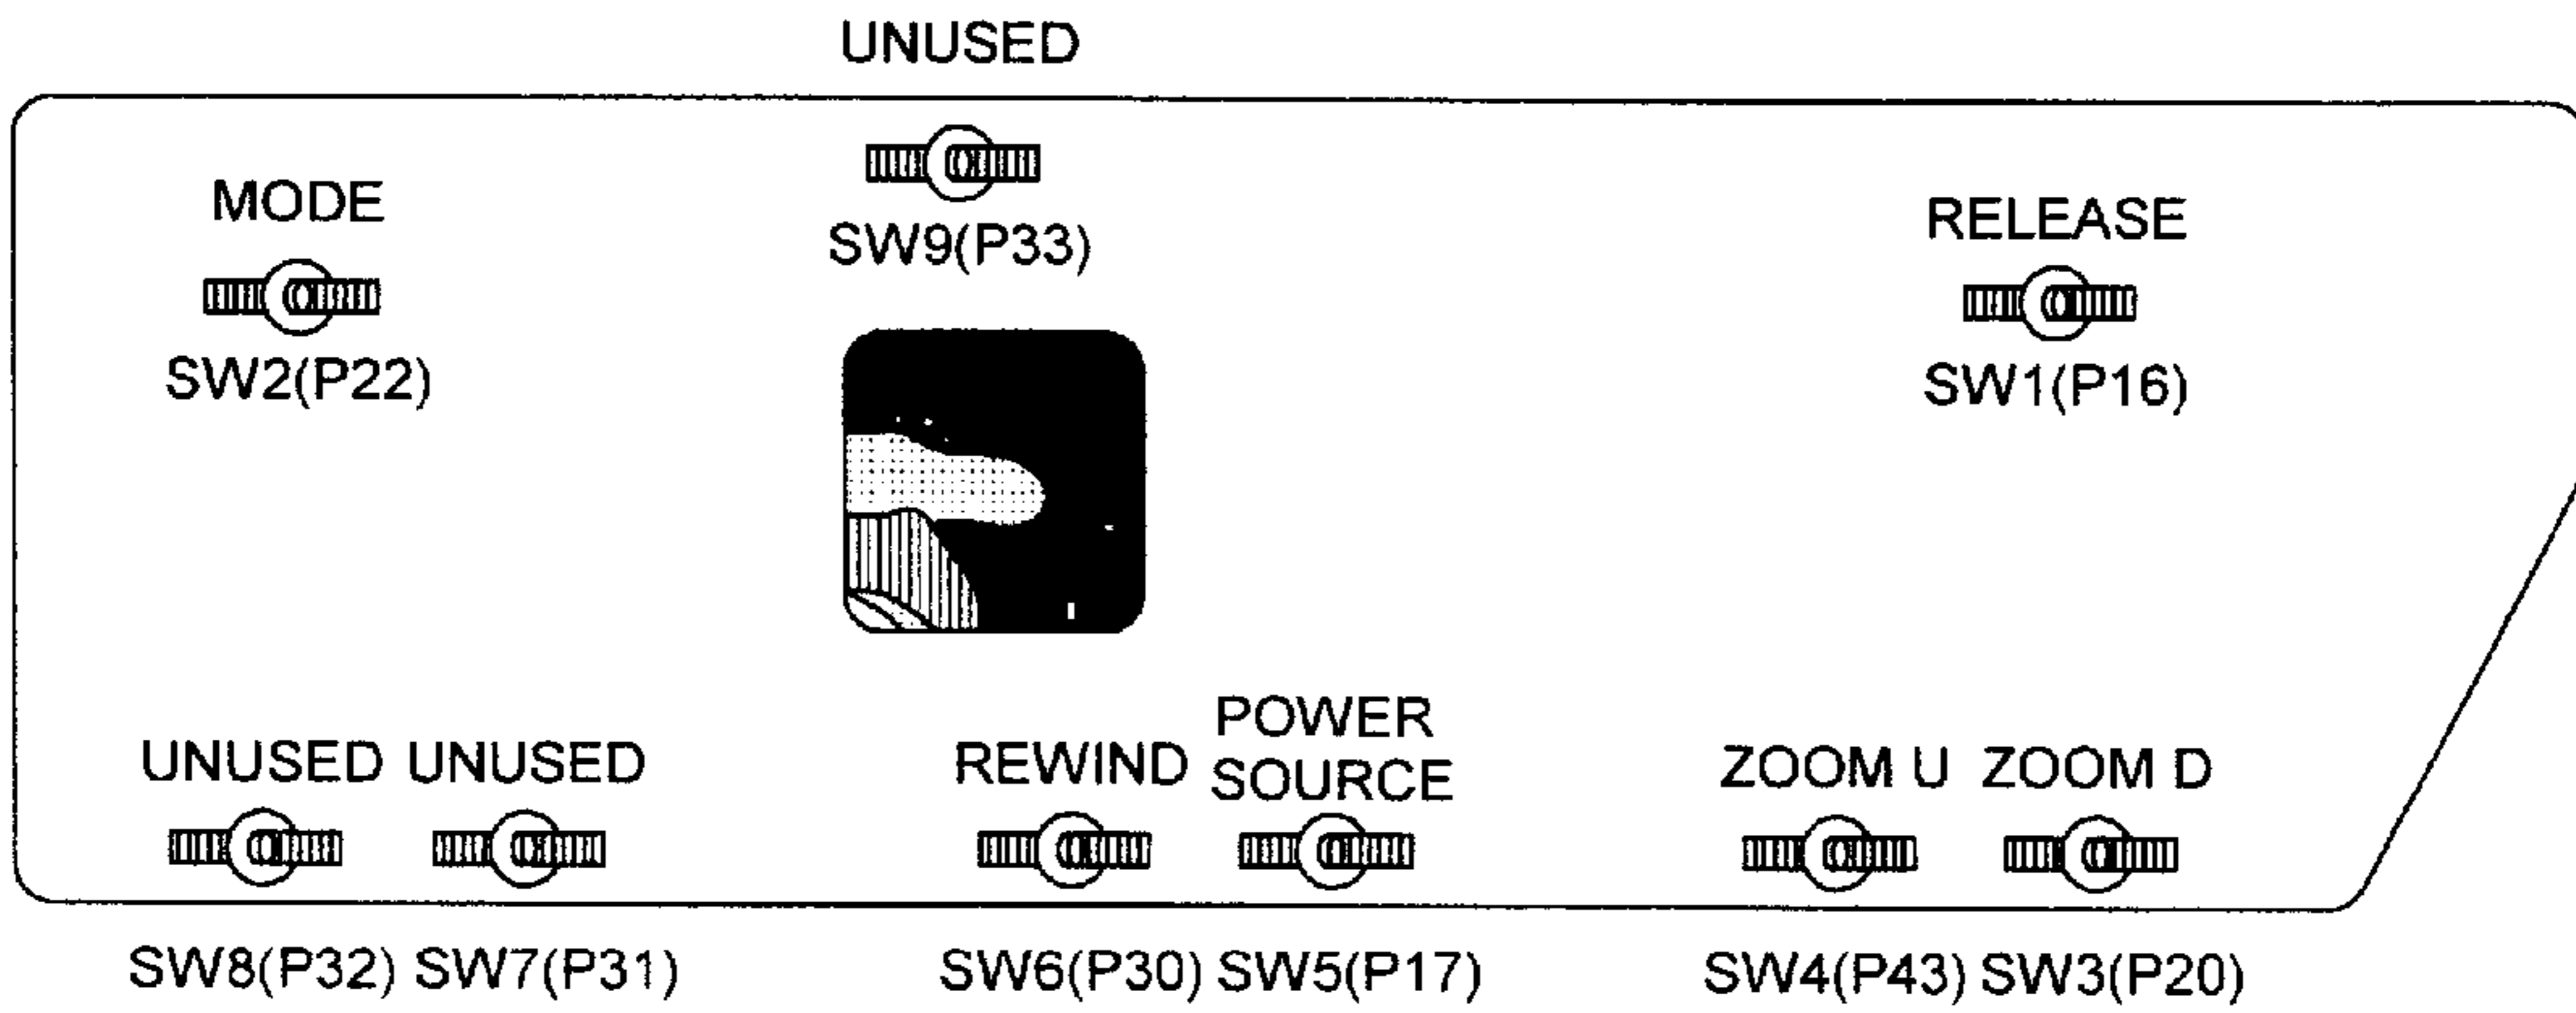 UNUSED
SW9(P33)
MODE
SW2(P22)
RELEASE
SW1(P16)
UNUSED
SW8(P32)
UNUSED
SW7(P31)
REWIND
SW6(P30)
POWER
SOURCE
SW5(P17)
ZOOM U
SW4(P43)
ZOOM D
SW3(P20)